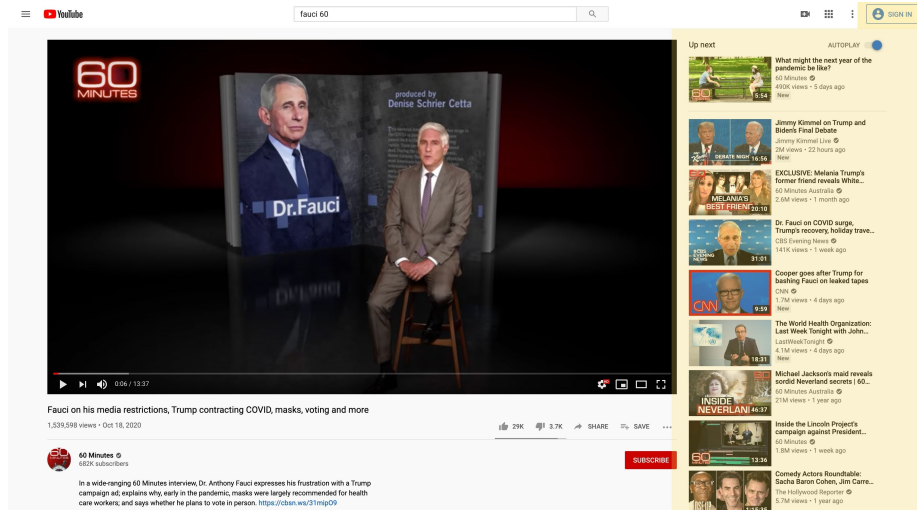 YouTube
fauci 60
SIGN IN
60
MINUTES
produced by
Denise Schrier Cetta
Dr.Fauci
0:06 / 13:37
Fauci on his media restrictions, Trump contracting COVID, masks, voting and more
1,539,598 views • Oct 18, 2020
29K
3.7K
SHARE
SAVE
60 Minutes
682K subscribers
SUBSCRIBE
In a wide-ranging 60 Minutes interview, Dr. Anthony Fauci expresses his frustration with a Trump
campaign ad; explains why, early in the pandemic, masks were largely recommended for health
care workers; and says whether he plans to vote in person. https://cbsn.ws/31mipO9
Up next
AUTOPLAY
60
5:54
What might the next year of the
pandemic be like?
60 Minutes
490K views • 5 days ago
New
DEBATE NIGHT
16:56
Jimmy Kimmel on Trump and
Biden's Final Debate
Jimmy Kimmel Live
2M views • 22 hours ago
New
MELANIA'S
BEST FRIEND
20:10
EXCLUSIVE: Melania Trump's
former friend reveals White...
60 Minutes Australia
2.6M views • 1 month ago
CBS
EVENING
NEWS
31:01
Dr. Fauci on COVID surge,
Trump's recovery, holiday trave...
CBS Evening News
141K views • 1 week ago
CNN
9:59
Cooper goes after Trump for
bashing Fauci on leaked tapes
CNN
1.7M views • 4 days ago
New
18:31
The World Health Organization:
Last Week Tonight with John...
LastWeekTonight
4.1M views • 4 days ago
New
INSIDE
NEVERLAND
46:37
Michael Jackson's maid reveals
sordid Neverland secrets | 60...
60 Minutes Australia
21M views • 1 year ago
60
13:36
Inside the Lincoln Project's
campaign against President...
60 Minutes
1.8M views • 1 week ago
1:15:35
Comedy Actors Roundtable:
Sacha Baron Cohen, Jim Carre...
The Hollywood Reporter
5.7M views • 1 year ago